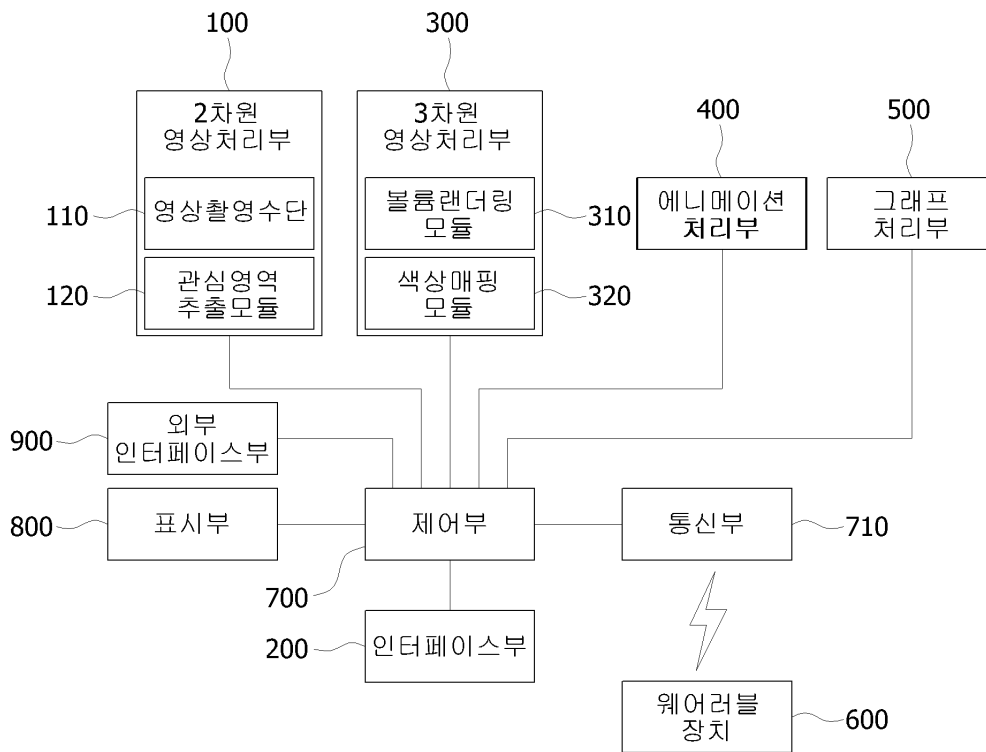 100
300
400
500
2차원
영상처리부
3차원
영상처리부
에니메이션
처리부
그래프
처리부
110
영상촬영수단
볼륨랜더링
모듈
310
120
관심영역
추출모듈
색상매핑
모듈
320
900
외부
인터페이스부
800
표시부
제어부
통신부
710
700
200
인터페이스부
웨어러블
장치
600